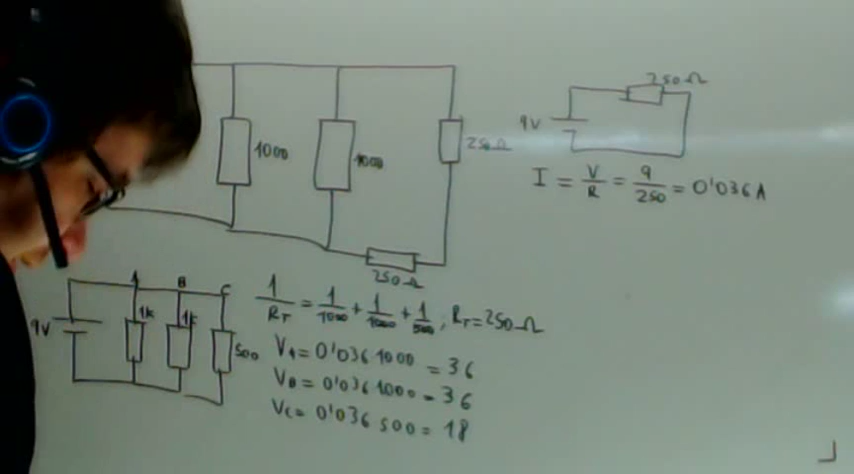 1000
1000
250Ω
250Ω
9V
250Ω
I = V/R = 9/250 = 0'036 A
9V
A
B
C
1k
1k
500
1/RT = 1/1000 + 1/1000 + 1/500 ; RT = 250Ω
VA = 0'036 1000 = 36
VB = 0'036 1000 = 36
VC = 0'036 500 = 18